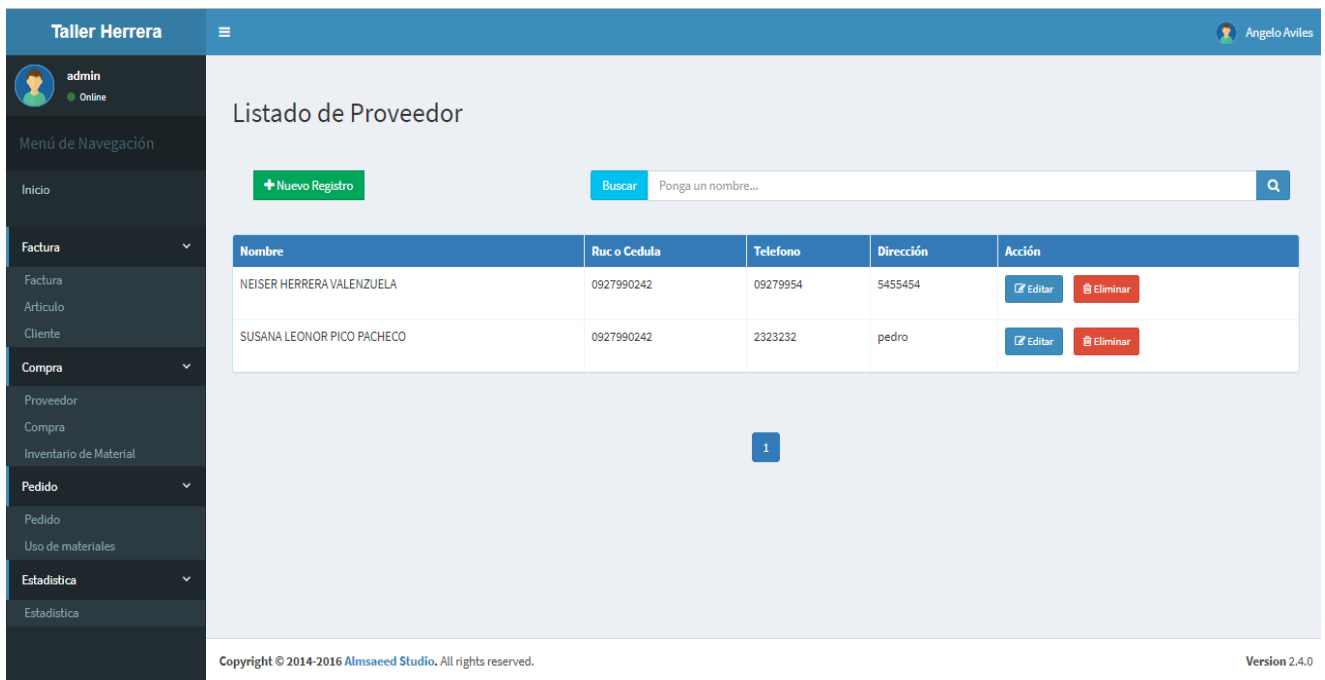 Taller Herrera
Angelo Aviles
admin
Online
Menú de Navegación
Inicio
Factura
Factura
Articulo
Cliente
Compra
Proveedor
Compra
Inventario de Material
Pedido
Pedido
Uso de materiales
Estadistica
Estadistica
Listado de Proveedor
Nuevo Registro
Buscar Ponga un nombre...
Nombre Ruc o Cedula Telefono Dirección Acción
NEISER HERRERA VALENZUELA 0927990242 09279954 5455454 Editar Eliminar
SUSANA LEONOR PICO PACHECO 0927990242 2323232 pedro Editar Eliminar
1
Copyright © 2014-2016 Almsaeed Studio. All rights reserved. Version 2.4.0